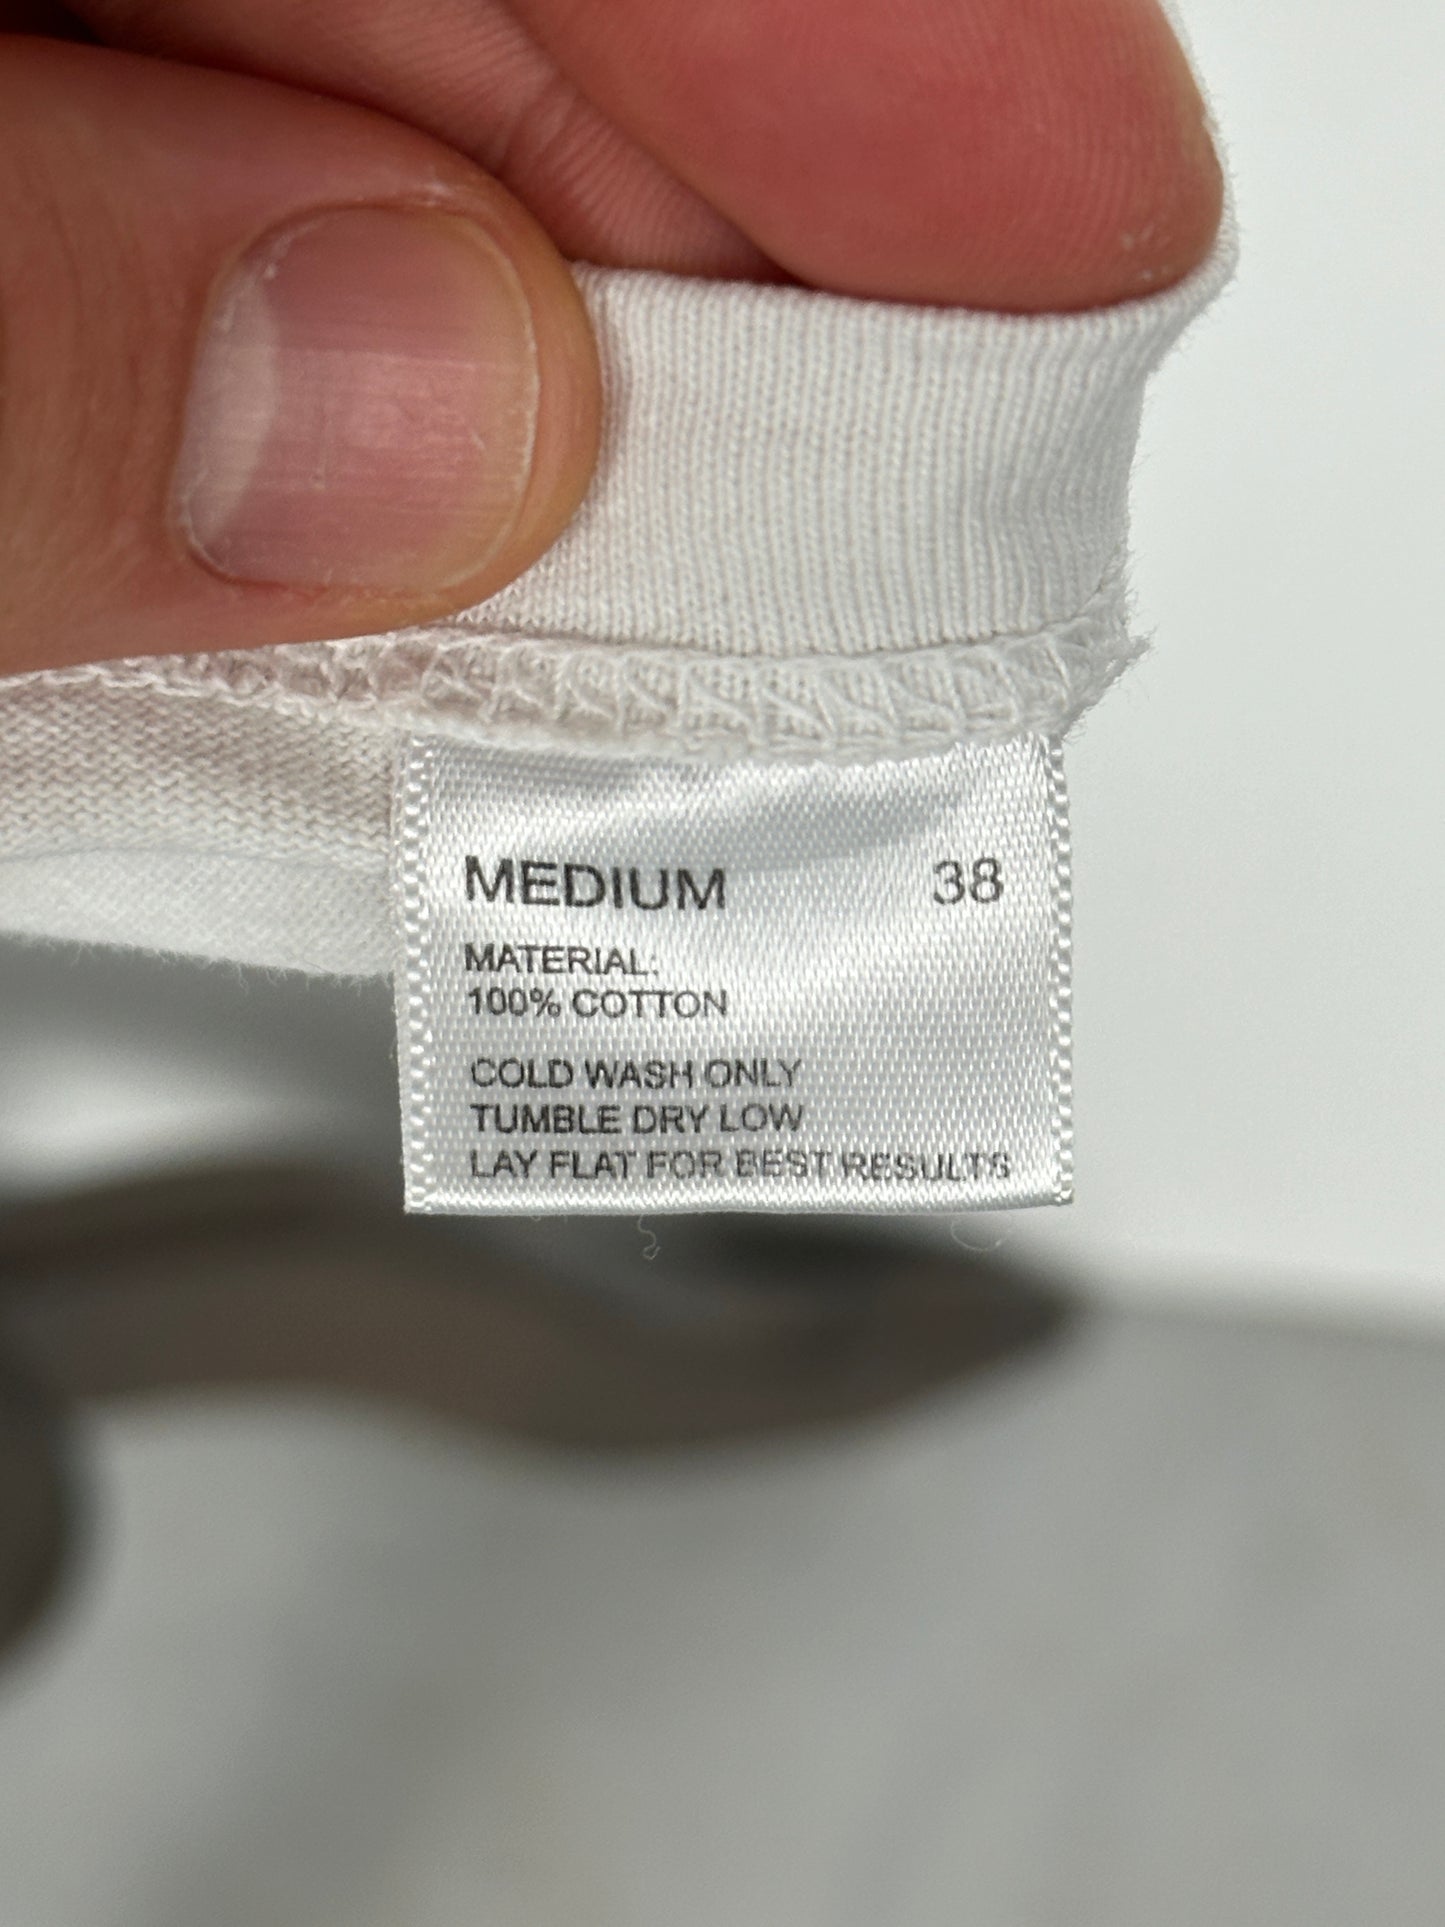 MEDIUM 38
MATERIAL:
100% COTTON
COLD WASH ONLY
TUMBLE DRY LOW
LAY FLAT FOR BEST RESULTS